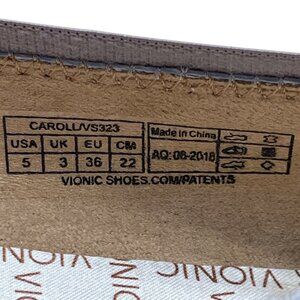 CAROLL/VS323
USA UK EU CM
5 3 36 22
Made in China
AQ: 08-2018
VIONIC SHOES.COM/PATENTS
VIONIC
VIONIC